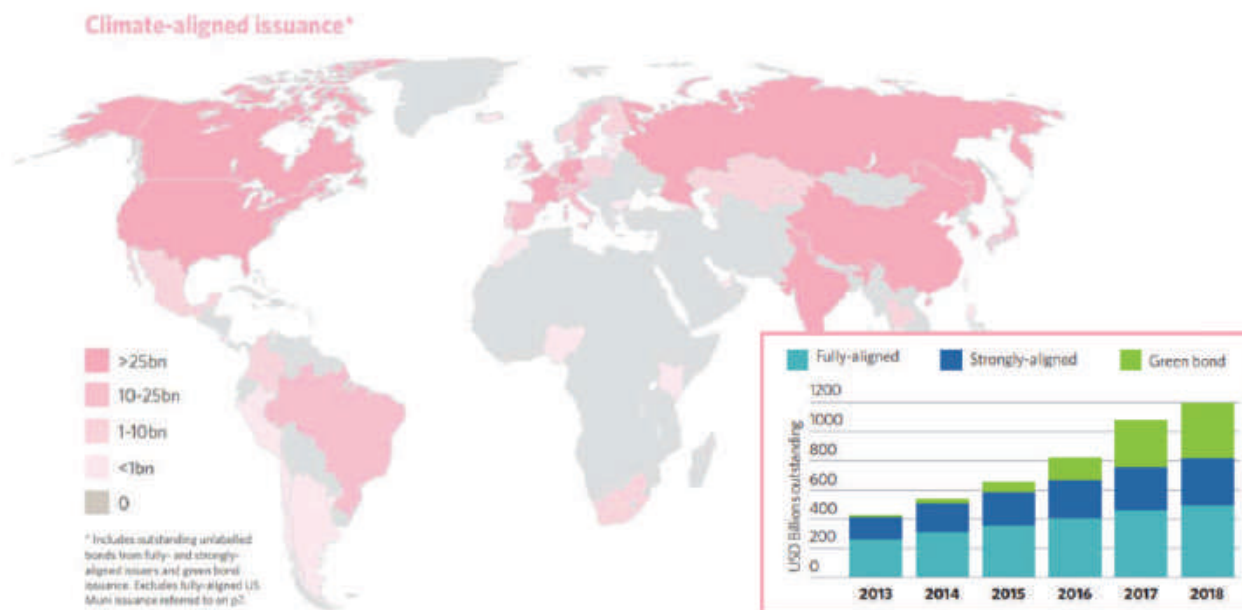 Climate-aligned issuance*
>25bn
10-25bn
1-10bn
<1bn
0
* Includes outstanding unlabelled
bonds from fully- and strongly-
aligned issuers and green bond
issuance. Excludes fully-aligned US
Muni issuance referred to on p7.
Fully-aligned Strongly-aligned Green bond
USD Billions outstanding
1200
1000
800
600
400
200
0
2013 2014 2015 2016 2017 2018